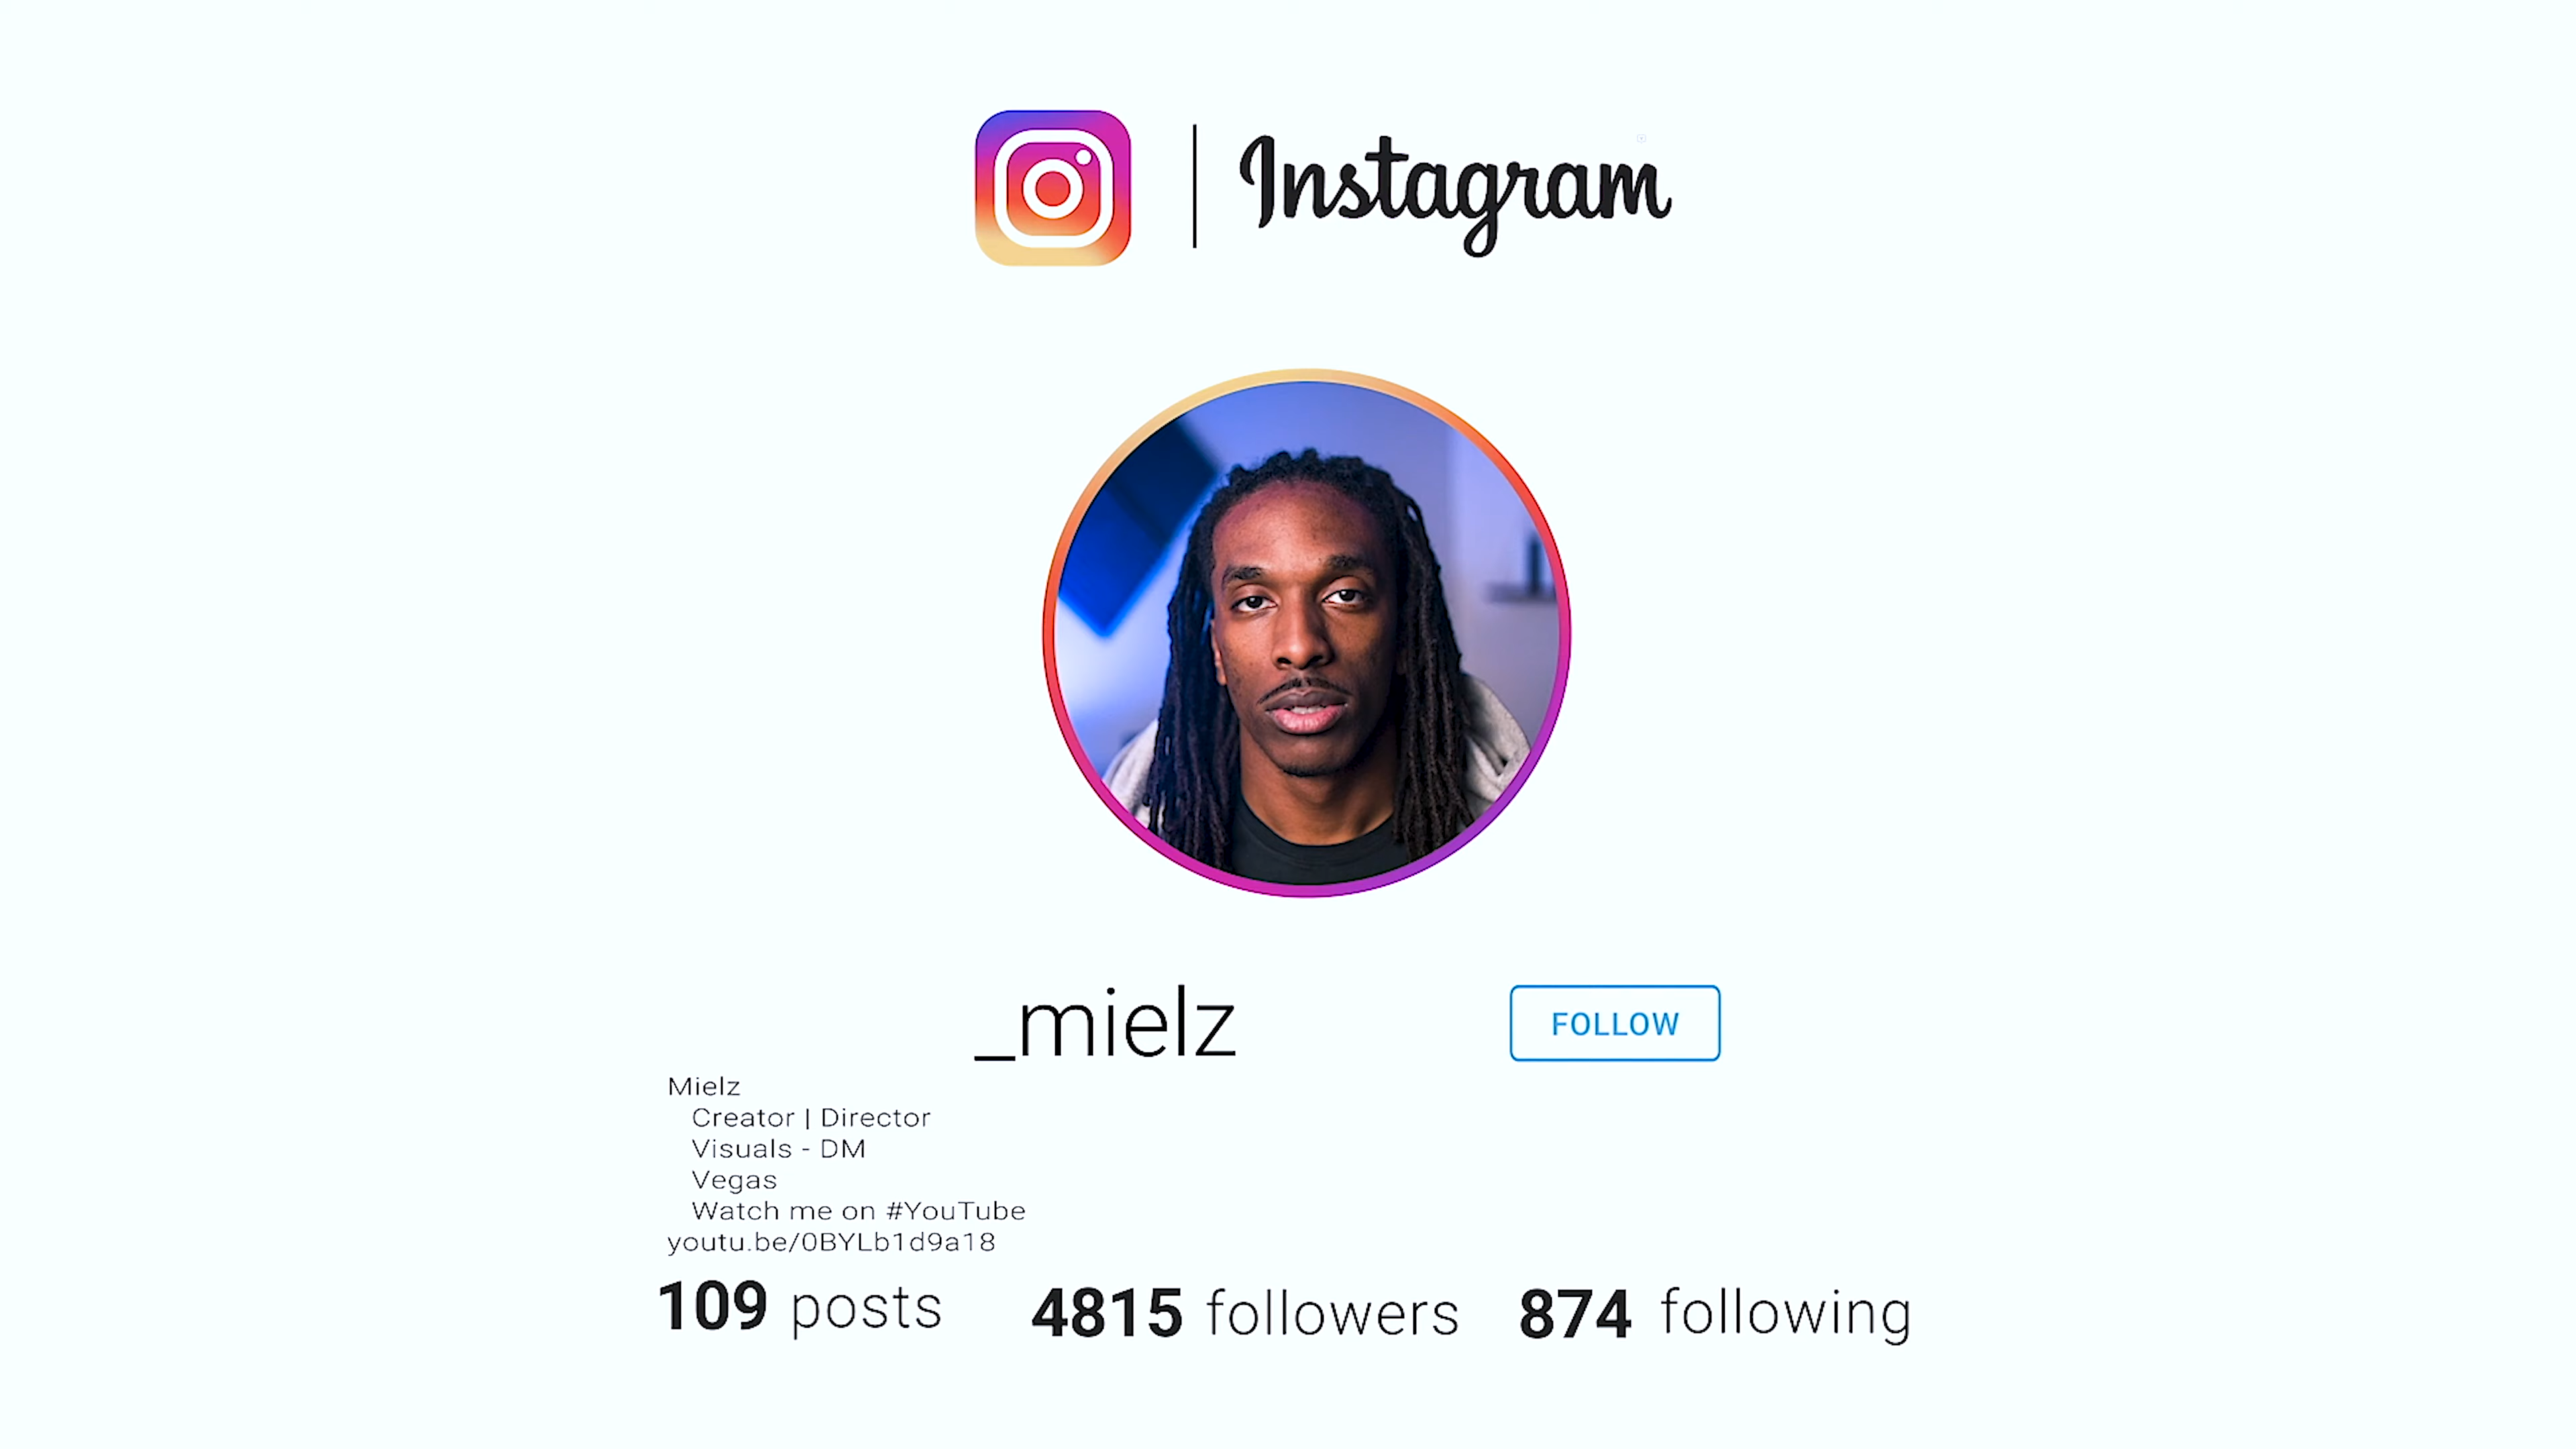 Instagram
_mielz
FOLLOW
Mielz
Creator | Director
Visuals - DM
Vegas
Watch me on #YouTube
youtu.be/0BYLb1d9a18
109 posts 4815 followers 874 following